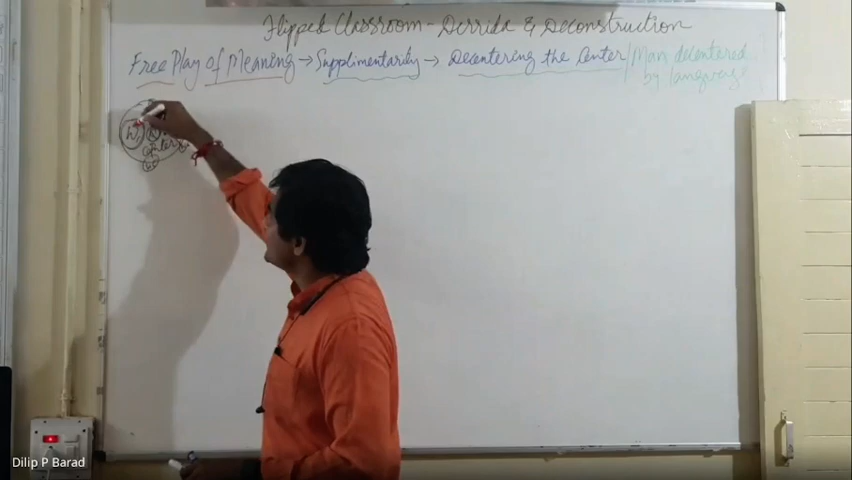 Flipped Classroom - Derrida & Deconstruction
Free Play of Meaning → Supplimentarity → Decentering the Center / Man decentered
by language
Dilip P Barad